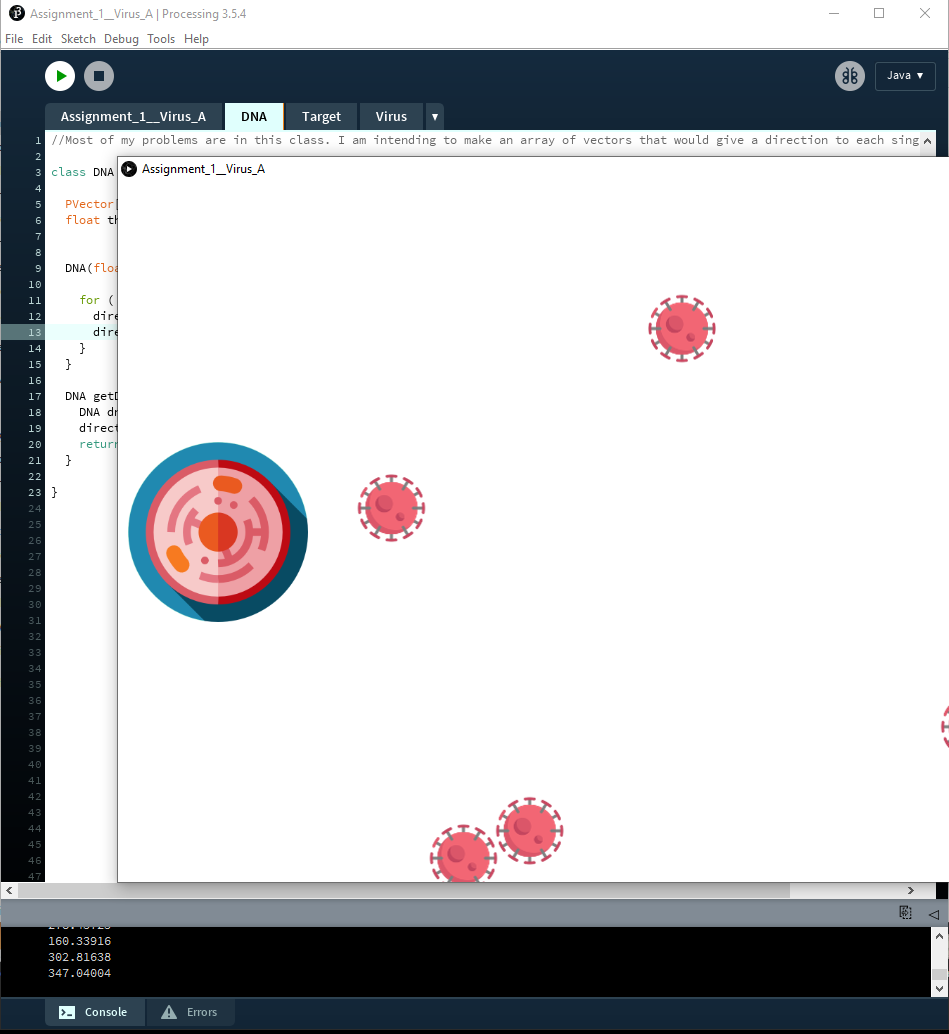 Assignment_1__Virus_A | Processing 3.5.4
File Edit Sketch Debug Tools Help
Java ▼
Assignment_1__Virus_A DNA Target Virus ▼
1 //Most of my problems are in this class. I am intending to make an array of vectors that would give a direction to each sing
2
Assignment_1__Virus_A
3 class DNA
4
5 PVector[
6 float th
7
8
9 DNA(floa
10
11 for (
12 dire
13 dire
14 }
15 }
16
17 DNA getD
18 DNA dn
19 direct
20 return
21 }
22
23 }
24
25
26
27
28
29
30
31
32
33
34
35
36
37
38
39
40
41
42
43
44
45
46
47
160.33916
302.81638
347.04004
Console Errors